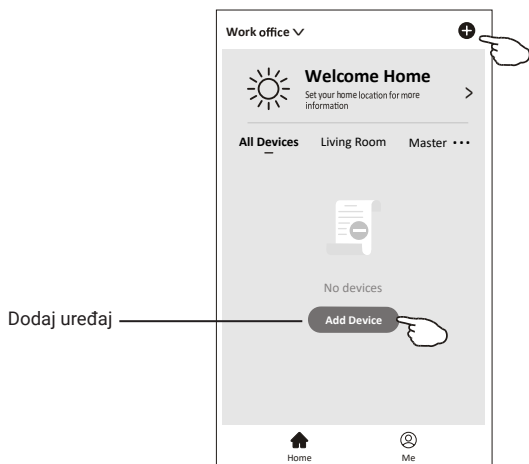 Work office
Welcome Home
Set your home location for more
information
All Devices Living Room Master
No devices
Dodaj uređaj
Add Device
Home Me